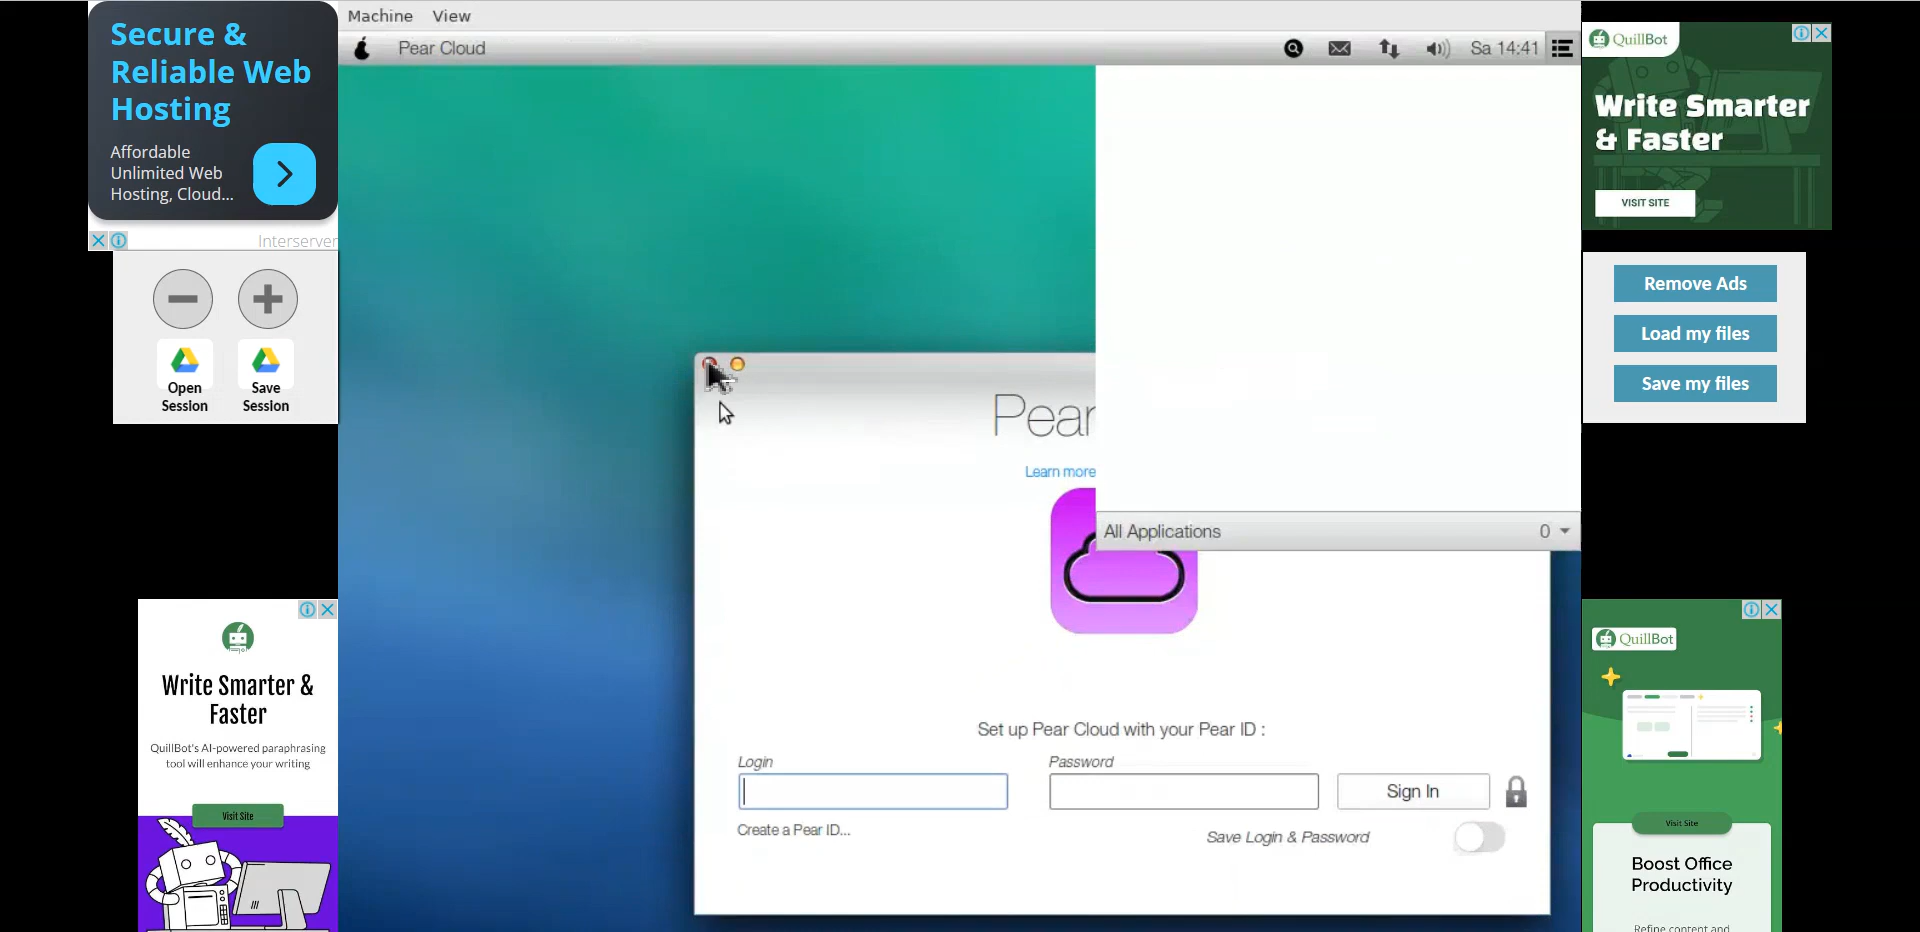 Secure &
Reliable Web
Hosting
Affordable
Unlimited Web
Hosting, Cloud...
Interserver
Open
Session
Save
Session
Write Smarter &
Faster
QuillBot's AI-powered paraphrasing
tool will enhance your writing
Visit Site
Machine View
Pear Cloud
Sa 14:41
Pear
Learn more
All Applications 0
Set up Pear Cloud with your Pear ID :
Login
Password
Sign In
Create a Pear ID...
Save Login & Password
QuillBot
Write Smarter
& Faster
VISIT SITE
Remove Ads
Load my files
Save my files
QuillBot
Visit Site
Boost Office
Productivity
Refine content and